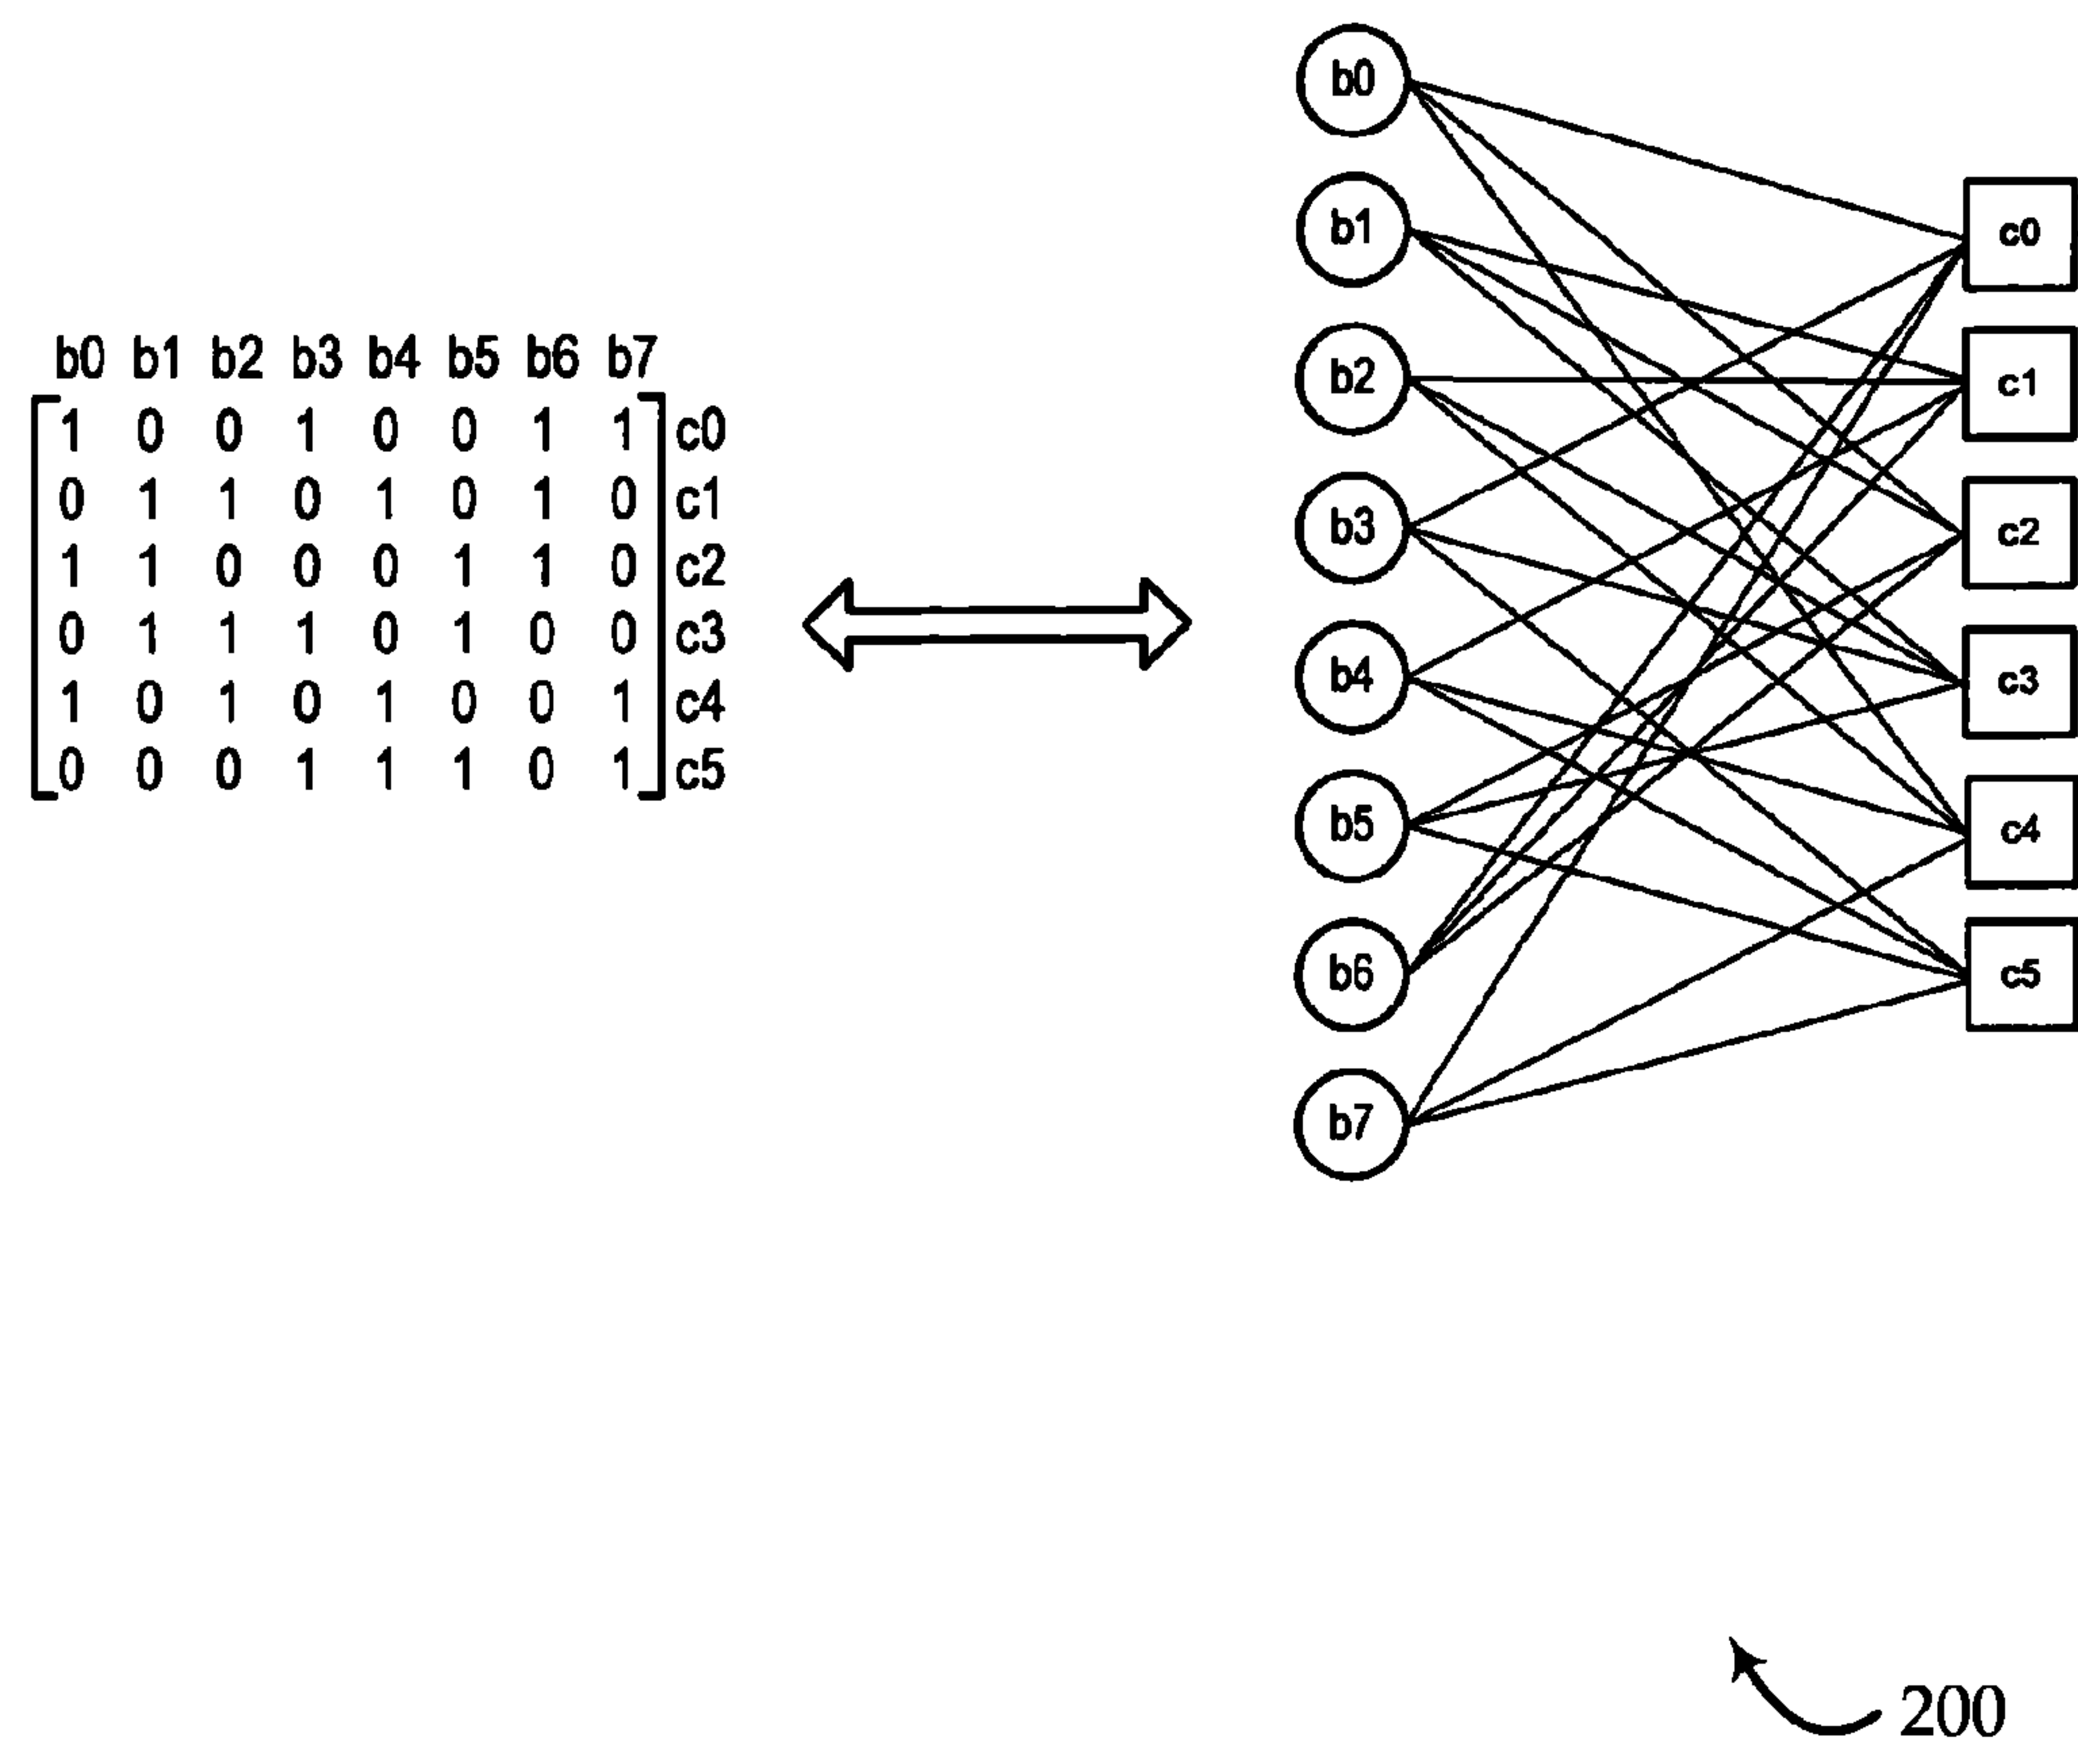 b0 b1 b2 b3 b4 b5 b6 b7
1 0 0 1 0 0 1 1 c0
0 1 1 0 1 0 1 0 c1
1 1 0 0 0 1 1 0 c2
0 1 1 1 0 1 0 0 c3
1 0 1 0 1 0 0 1 c4
0 0 0 1 1 1 0 1 c5
b0
b1
b2
b3
b4
b5
b6
b7
c0
c1
c2
c3
c4
c5
200